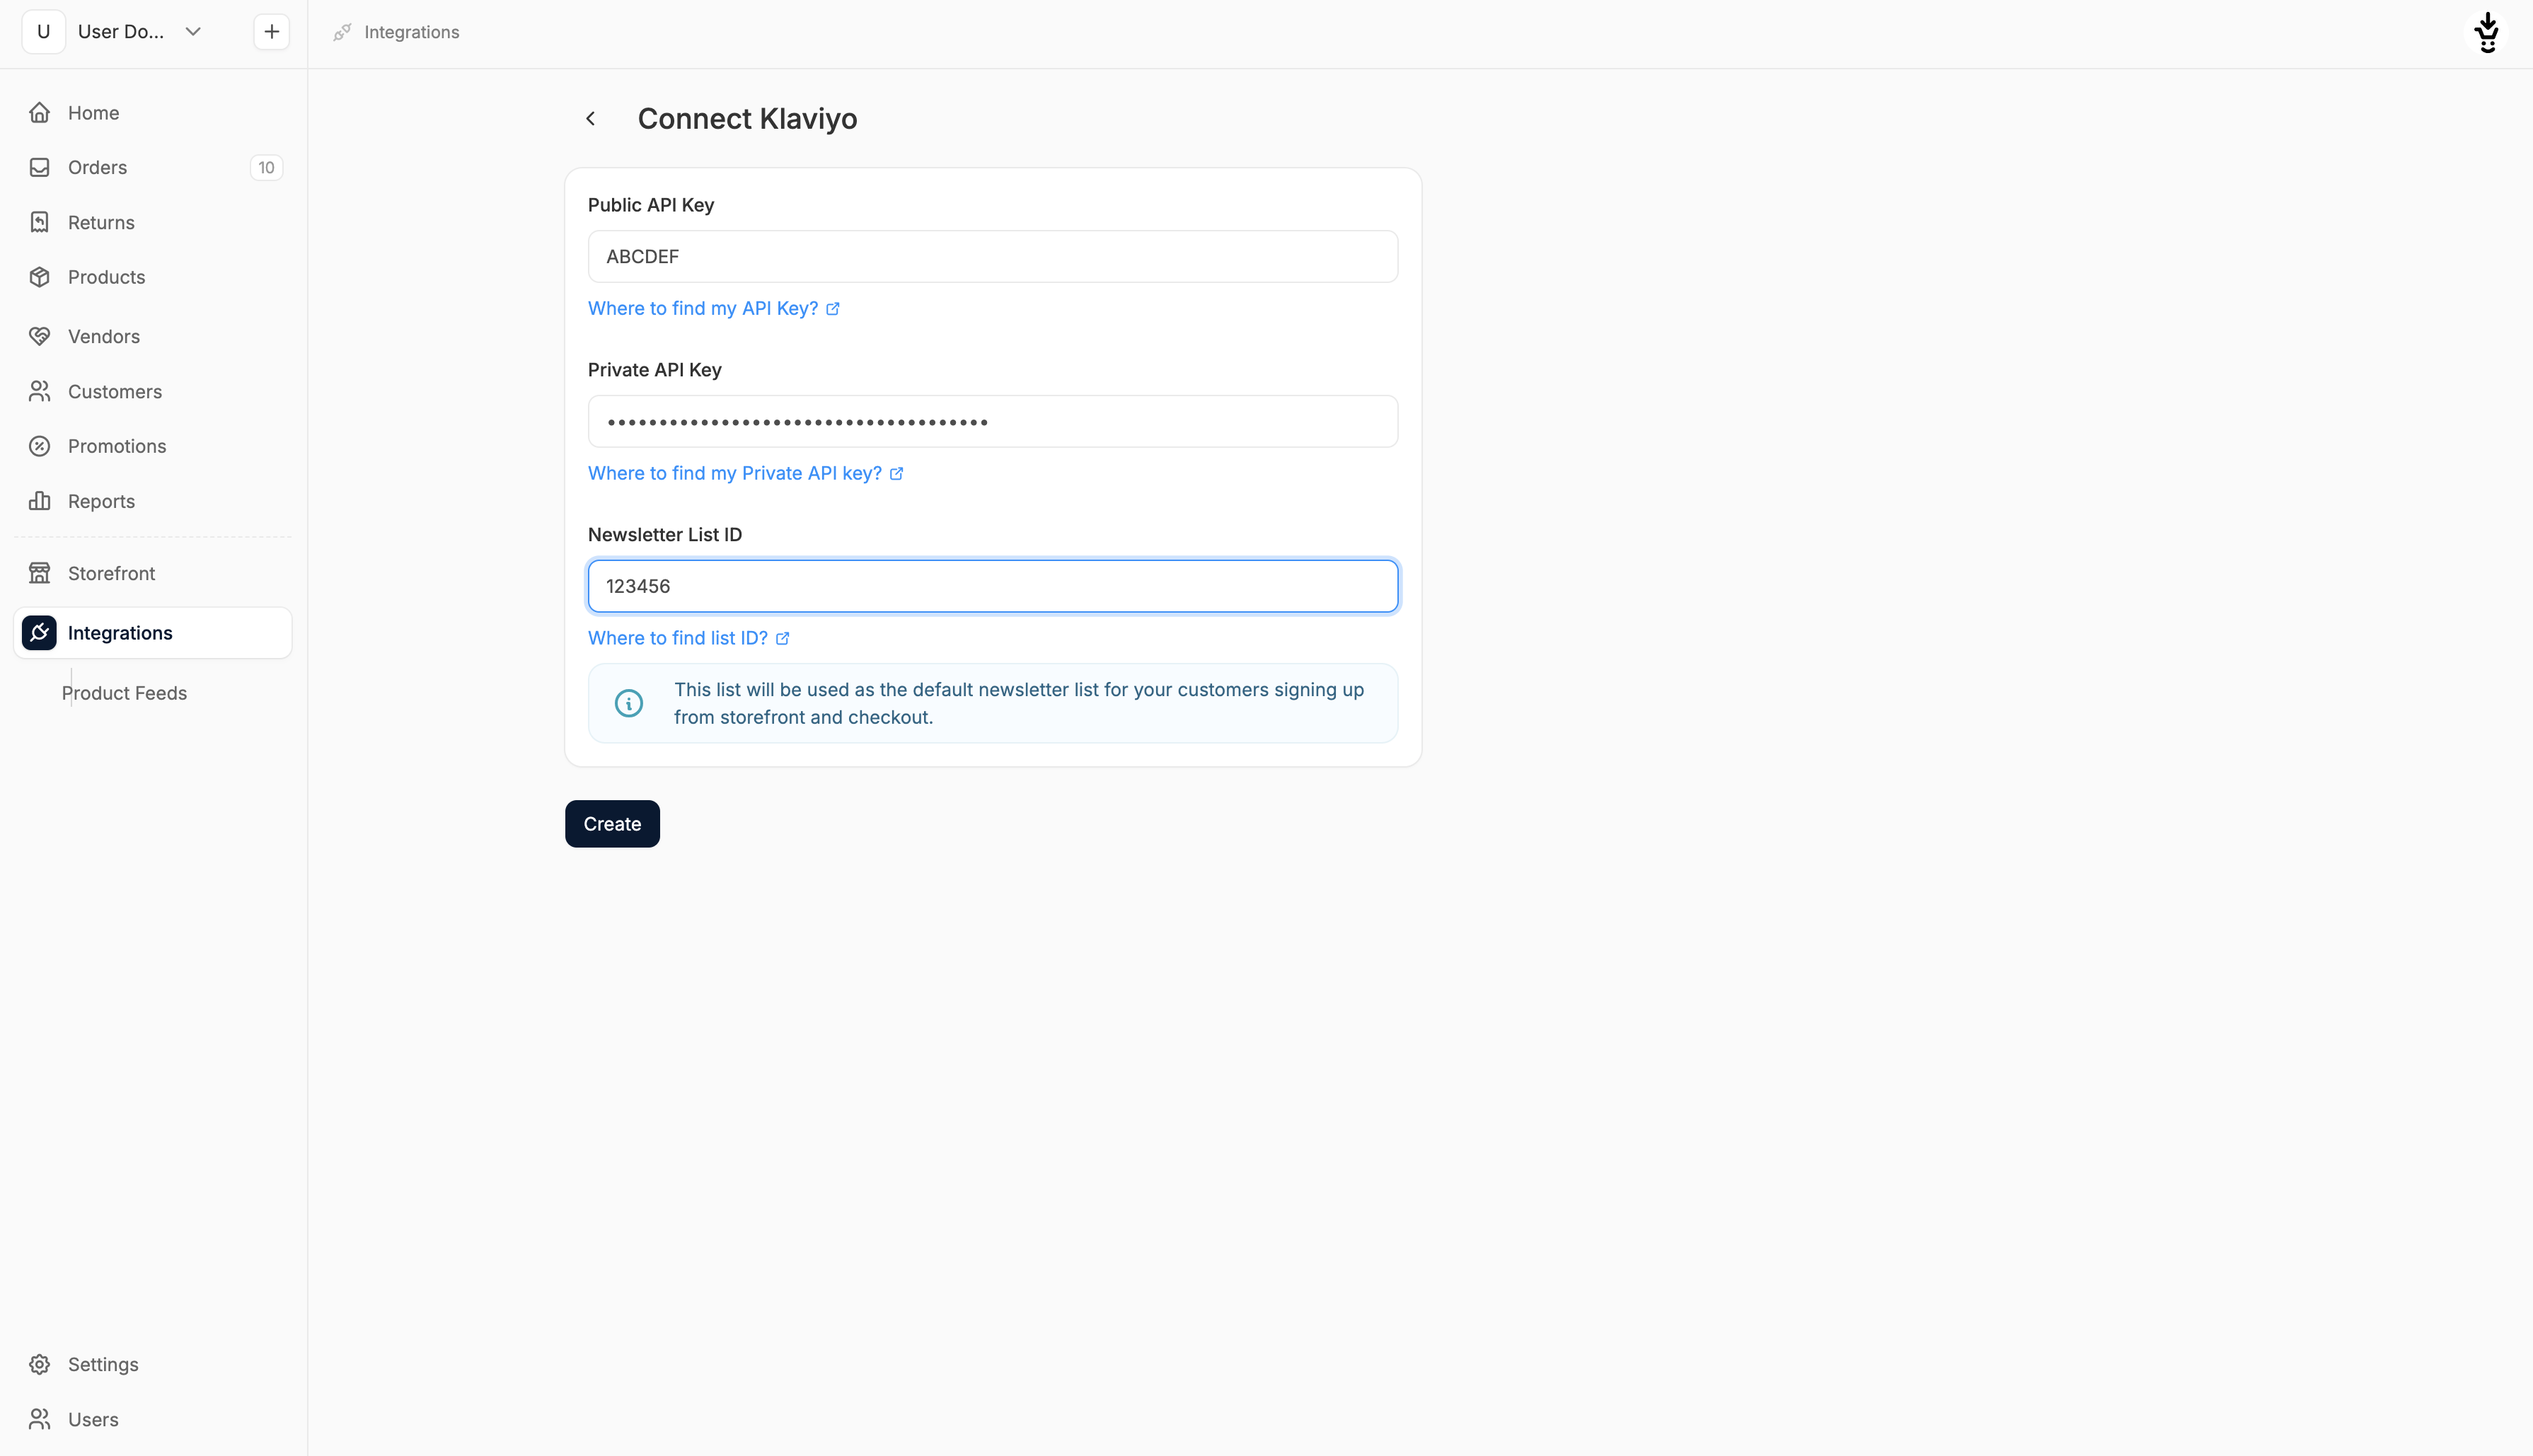 U
User Do...
Integrations
Home
Orders
10
Returns
Products
Vendors
Customers
Promotions
Reports
Storefront
Integrations
Product Feeds
Settings
Users
Connect Klaviyo
Public API Key
ABCDEF
Where to find my API Key?
Private API Key
Where to find my Private API key?
Newsletter List ID
123456
Where to find list ID?
This list will be used as the default newsletter list for your customers signing up
from storefront and checkout.
Create